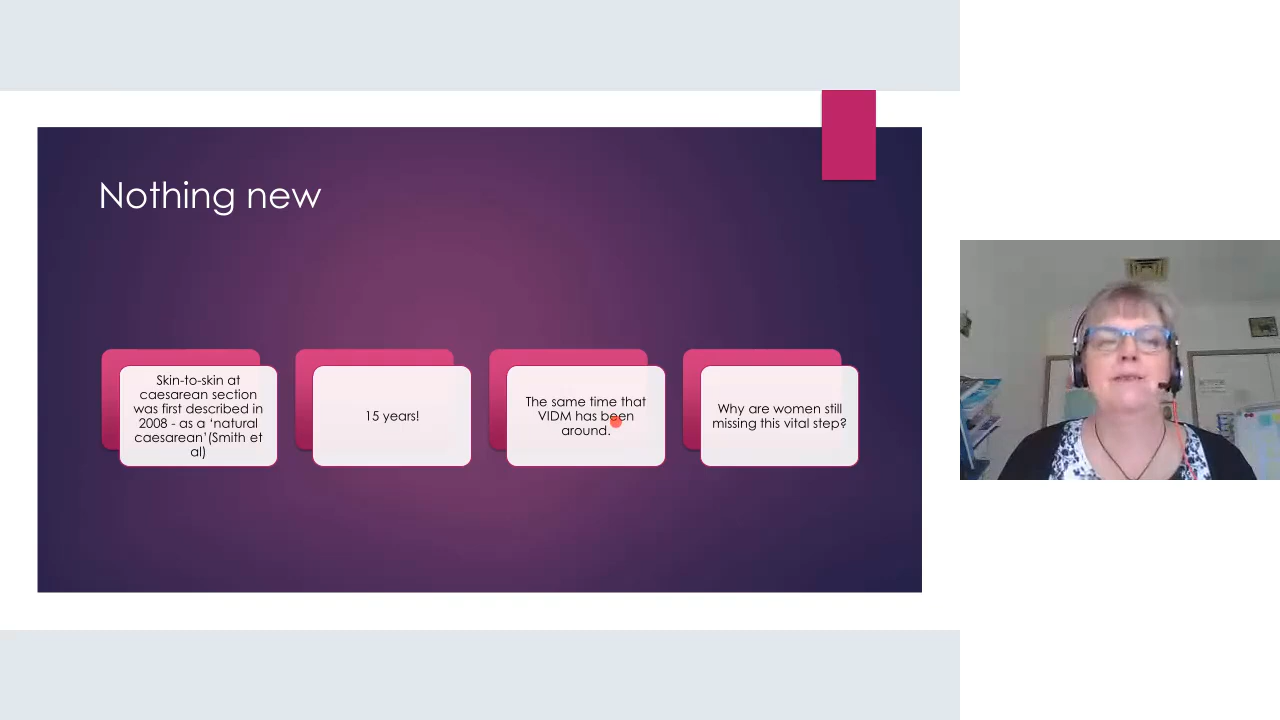 Nothing new
Skin-to-skin at
caesarean section
was first described in
2008 - as a ‘natural
caesarean’(Smith et
al)
15 years!
The same time that
VIDM has been
around.
Why are women still
missing this vital step?